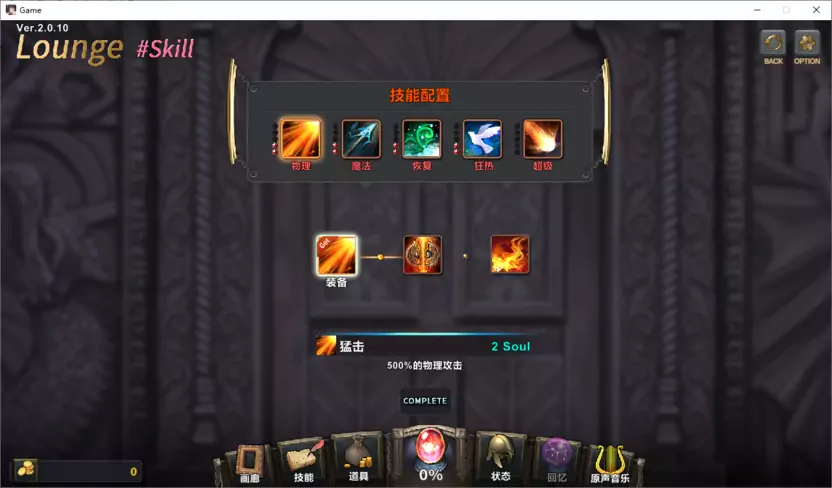 Game
Ver.2.0.10
Lounge #Skill
BACK OPTION
技能配置
物理 魔法 恢复 狂热 超级
Get
装备
猛击 2 Soul
500%的物理攻击
COMPLETE
0 画廊 技能 道具 0% 状态 回忆 原声音乐